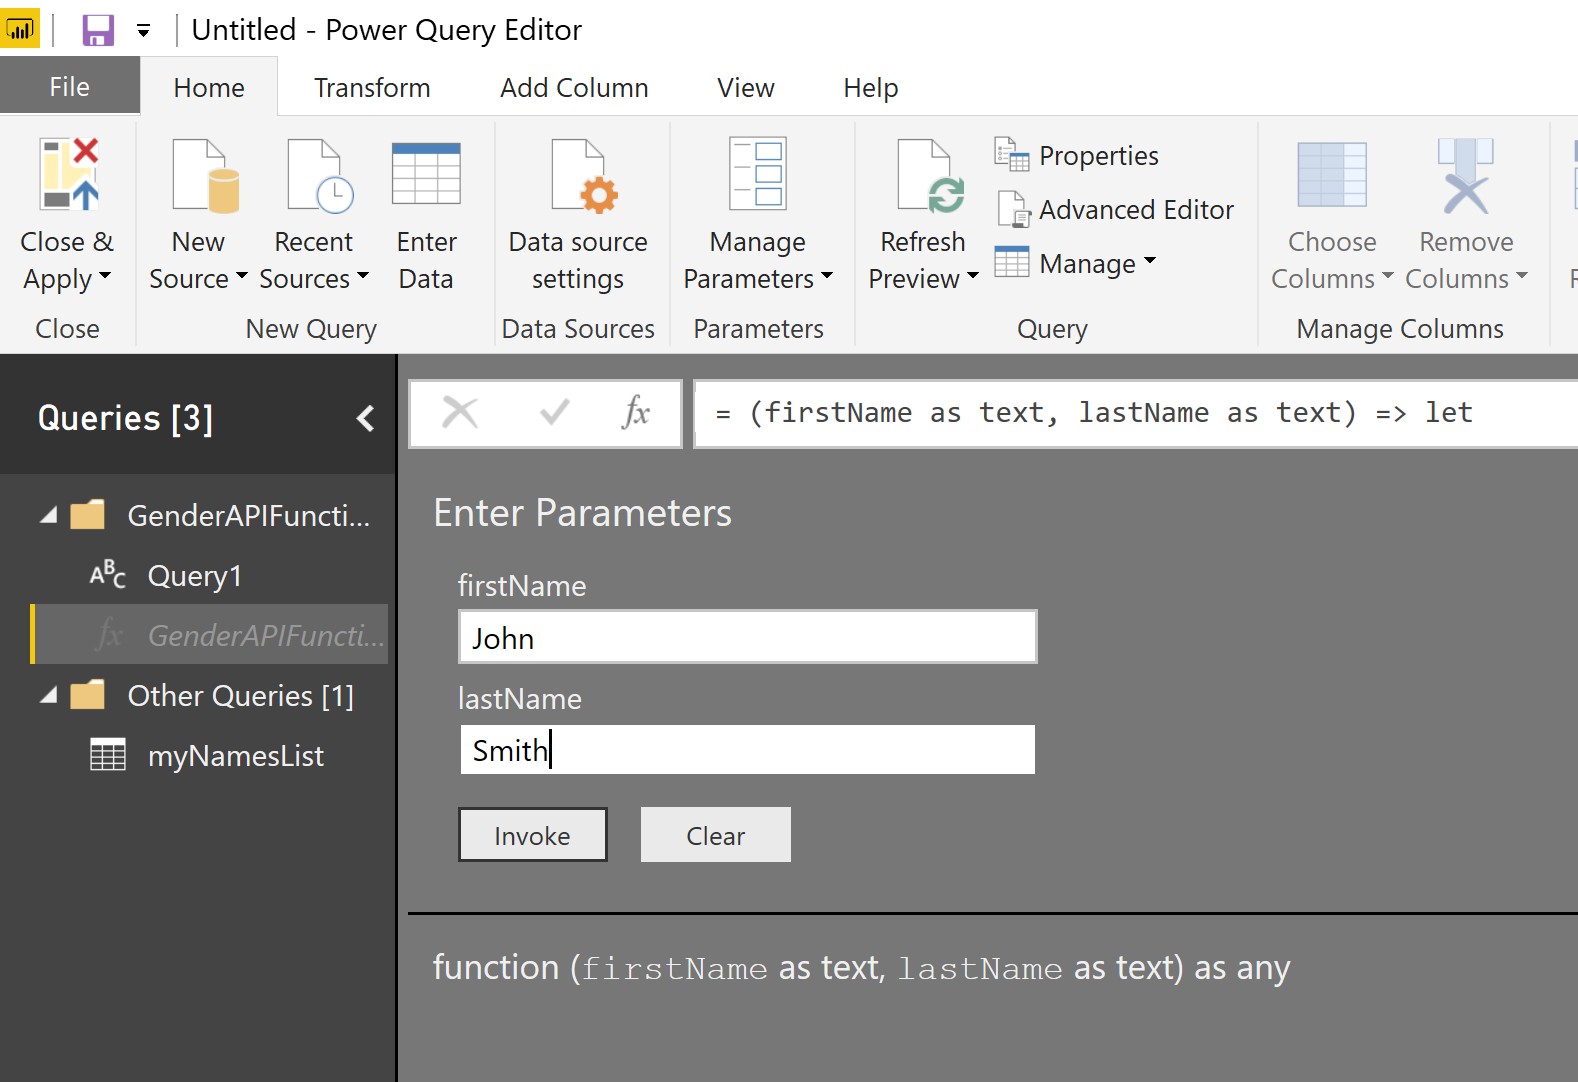 Untitled - Power Query Editor
File Home Transform Add Column View Help
Close & Apply
New Source
Recent Sources
Enter Data
Data source settings
Manage Parameters
Refresh Preview
Properties
Advanced Editor
Manage
Choose Columns
Remove Columns
Close
New Query
Data Sources
Parameters
Query
Manage Columns
Queries [3]
GenderAPIFuncti...
ABC Query1
fx GenderAPIFuncti...
Other Queries [1]
myNamesList
fx
= (firstName as text, lastName as text) => let
Enter Parameters
firstName
John
lastName
Smith
Invoke Clear
function (firstName as text, lastName as text) as any